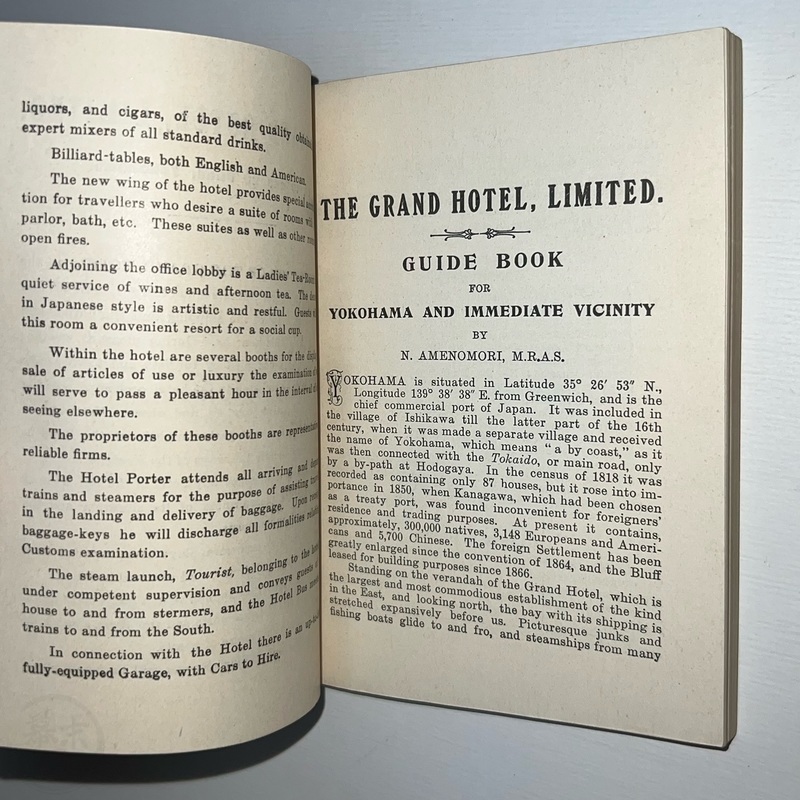 liquors, and cigars, of the best quality
expert mixers of all standard drinks.
Billiard-tables, both English and American.
The new wing of the hotel provides special
tion for travellers who desire a suite of rooms
parlor, bath, etc. These suites as well as other
open fires.
Adjoining the office lobby is a Ladies' Tea-Room
quiet service of wines and afternoon tea. The
in Japanese style is artistic and restful. Guests
this room a convenient resort for a social cup.
Within the hotel are several booths for the
sale of articles of use or luxury the examination
will serve to pass a pleasant hour in the interval
seeing elsewhere.
The proprietors of these booths are
reliable firms.
The Hotel Porter attends all arriving and
trains and steamers for the purpose of assisting
in the landing and delivery of baggage. Upon
baggage-keys he will discharge all formalities
Customs examination.
The steam launch, Tourist, belonging to the
under competent supervision and conveys guests
house to and from stermers, and the Hotel Bus
trains to and from the South.
In connection with the Hotel there is an
fully-equipped Garage, with Cars to Hire.
THE GRAND HOTEL, LIMITED.
GUIDE BOOK
FOR
YOKOHAMA AND IMMEDIATE VICINITY
BY
N. AMENOMORI, M.R.A.S.
YOKOHAMA is situated in Latitude 35° 26′ 53″ N.,
Longitude 139° 38′ 38″ E. from Greenwich, and is the
chief commercial port of Japan. It was included in
the village of Ishikawa till the latter part of the 16th
century, when it was made a separate village and received
the name of Yokohama, which means "a by coast," as it
was then connected with the Tokaido, or main road, only
by a by-path at Hodogaya. In the census of 1818 it was
recorded as containing only 87 houses, but it rose into im-
portance in 1850, when Kanagawa, which had been chosen
as a treaty port, was found inconvenient for foreigners'
residence and trading purposes. At present it contains,
approximately, 300,000 natives, 3,148 Europeans and Ameri-
cans and 5,700 Chinese. The foreign Settlement has been
greatly enlarged since the convention of 1864, and the Bluff
leased for building purposes since 1866.
Standing on the verandah of the Grand Hotel, which is
the largest and most commodious establishment of the kind
in the East, and looking north, the bay with its shipping is
stretched expansively before us. Picturesque junks and
fishing boats glide to and fro, and steamships from many